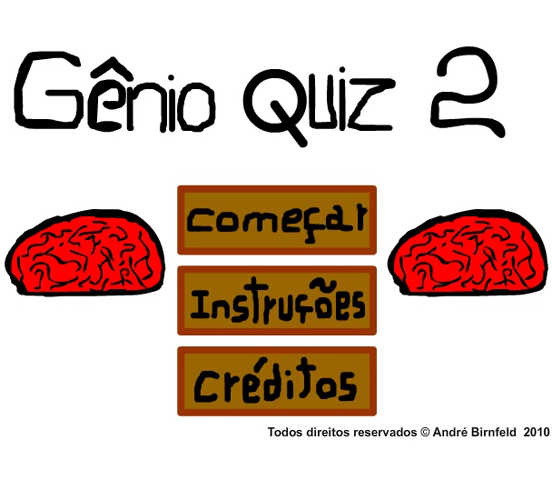 Gênio Quiz 2
começar
Instruções
créditos
Todos direitos reservados © André Birnfeld 2010